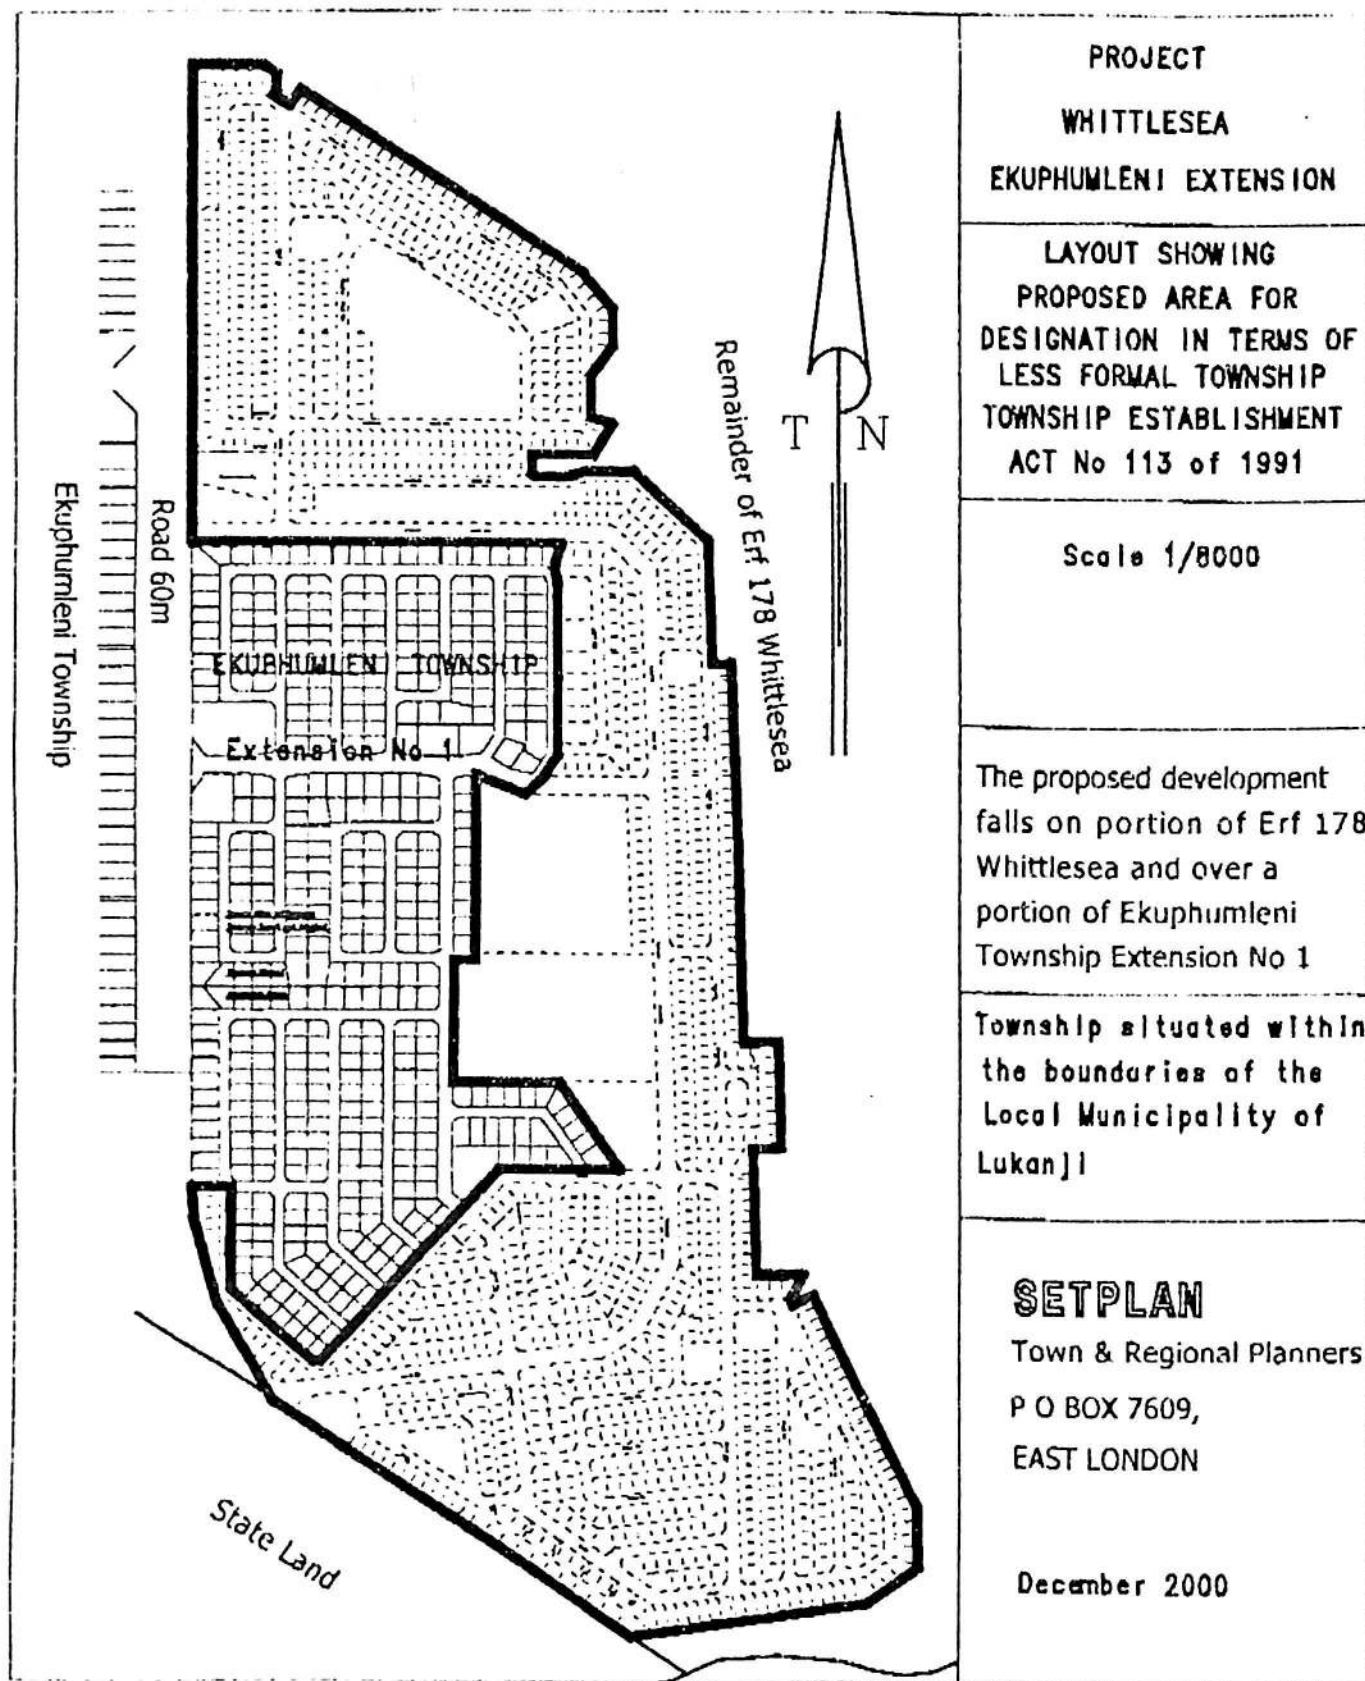 PROJECT
WHITTLESEA
EKUPHUMLENI EXTENSION
LAYOUT SHOWING
PROPOSED AREA FOR
DESIGNATION IN TERMS OF
LESS FORMAL TOWNSHIP
TOWNSHIP ESTABLISHMENT
ACT No 113 of 1991
Scale 1/8000
The proposed development
falls on portion of Erf 178
Whittlesea and over a
portion of Ekuphumleni
Township Extension No 1
Township situated within
the boundaries of the
Local Municipality of
Lukanji
SETPLAN
Town & Regional Planners
P O BOX 7609,
EAST LONDON
December 2000
Ekuphumleni Township
Road 60m
EKUPHUMLENI TOWNSHIP
Extension No 1
Remainder of Erf 178 Whittlesea
T N
State Land